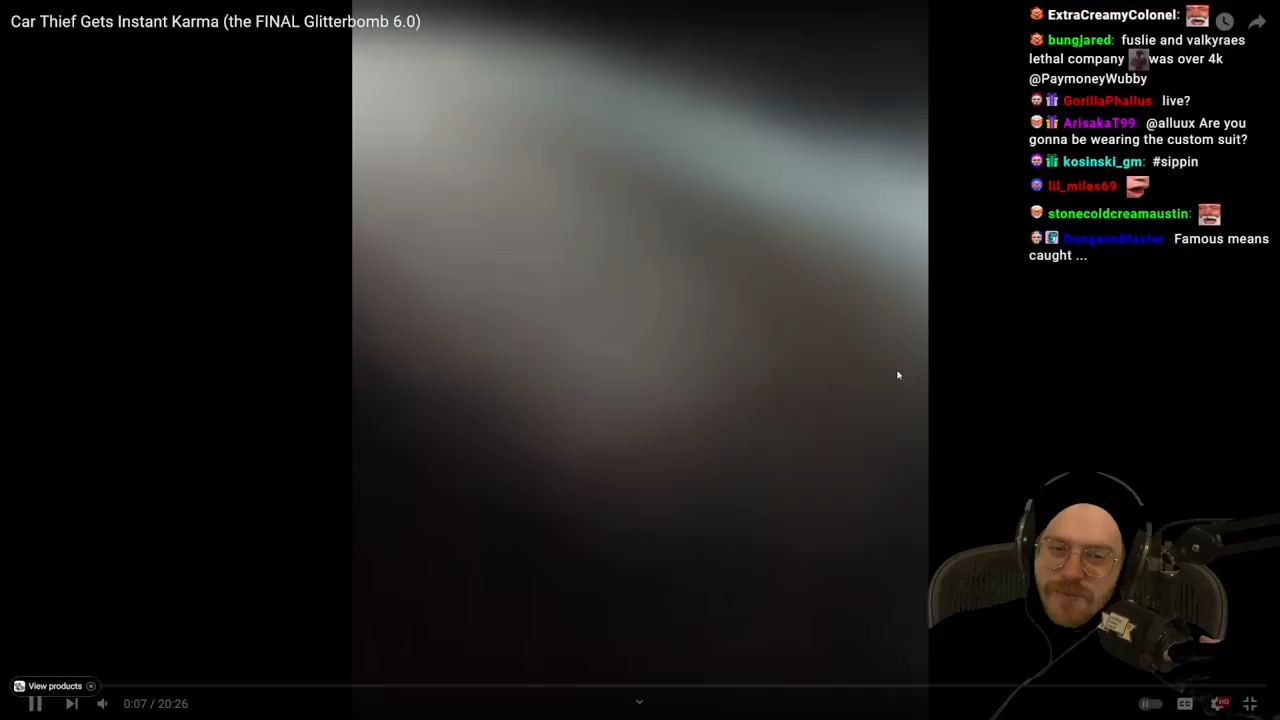 Car Thief Gets Instant Karma (the FINAL Glitterbomb 6.0)
ExtraCreamyColonel:
bungjared: fuslie and valkyraes
lethal company was over 4k
@PaymoneyWubby
GorillaPhallus live?
ArisakaT99 @alluux Are you
gonna be wearing the custom suit?
kosinski_gm: #sippin
lil_miles69:
stonecoldcreamaustin:
DungeonBlaster Famous means
caught ...
View products
0:07 / 20:26
CC
HD